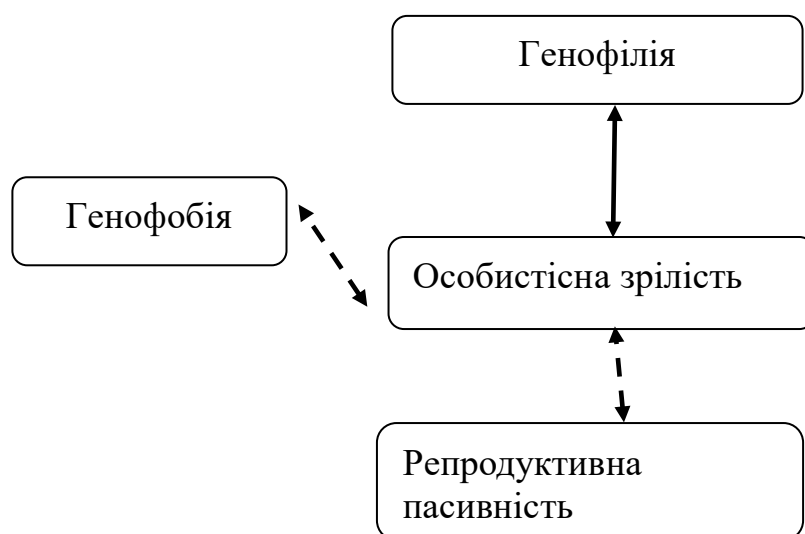 Генофілія
Генофобія
Особистісна зрілість
Репродуктивна
пасивність